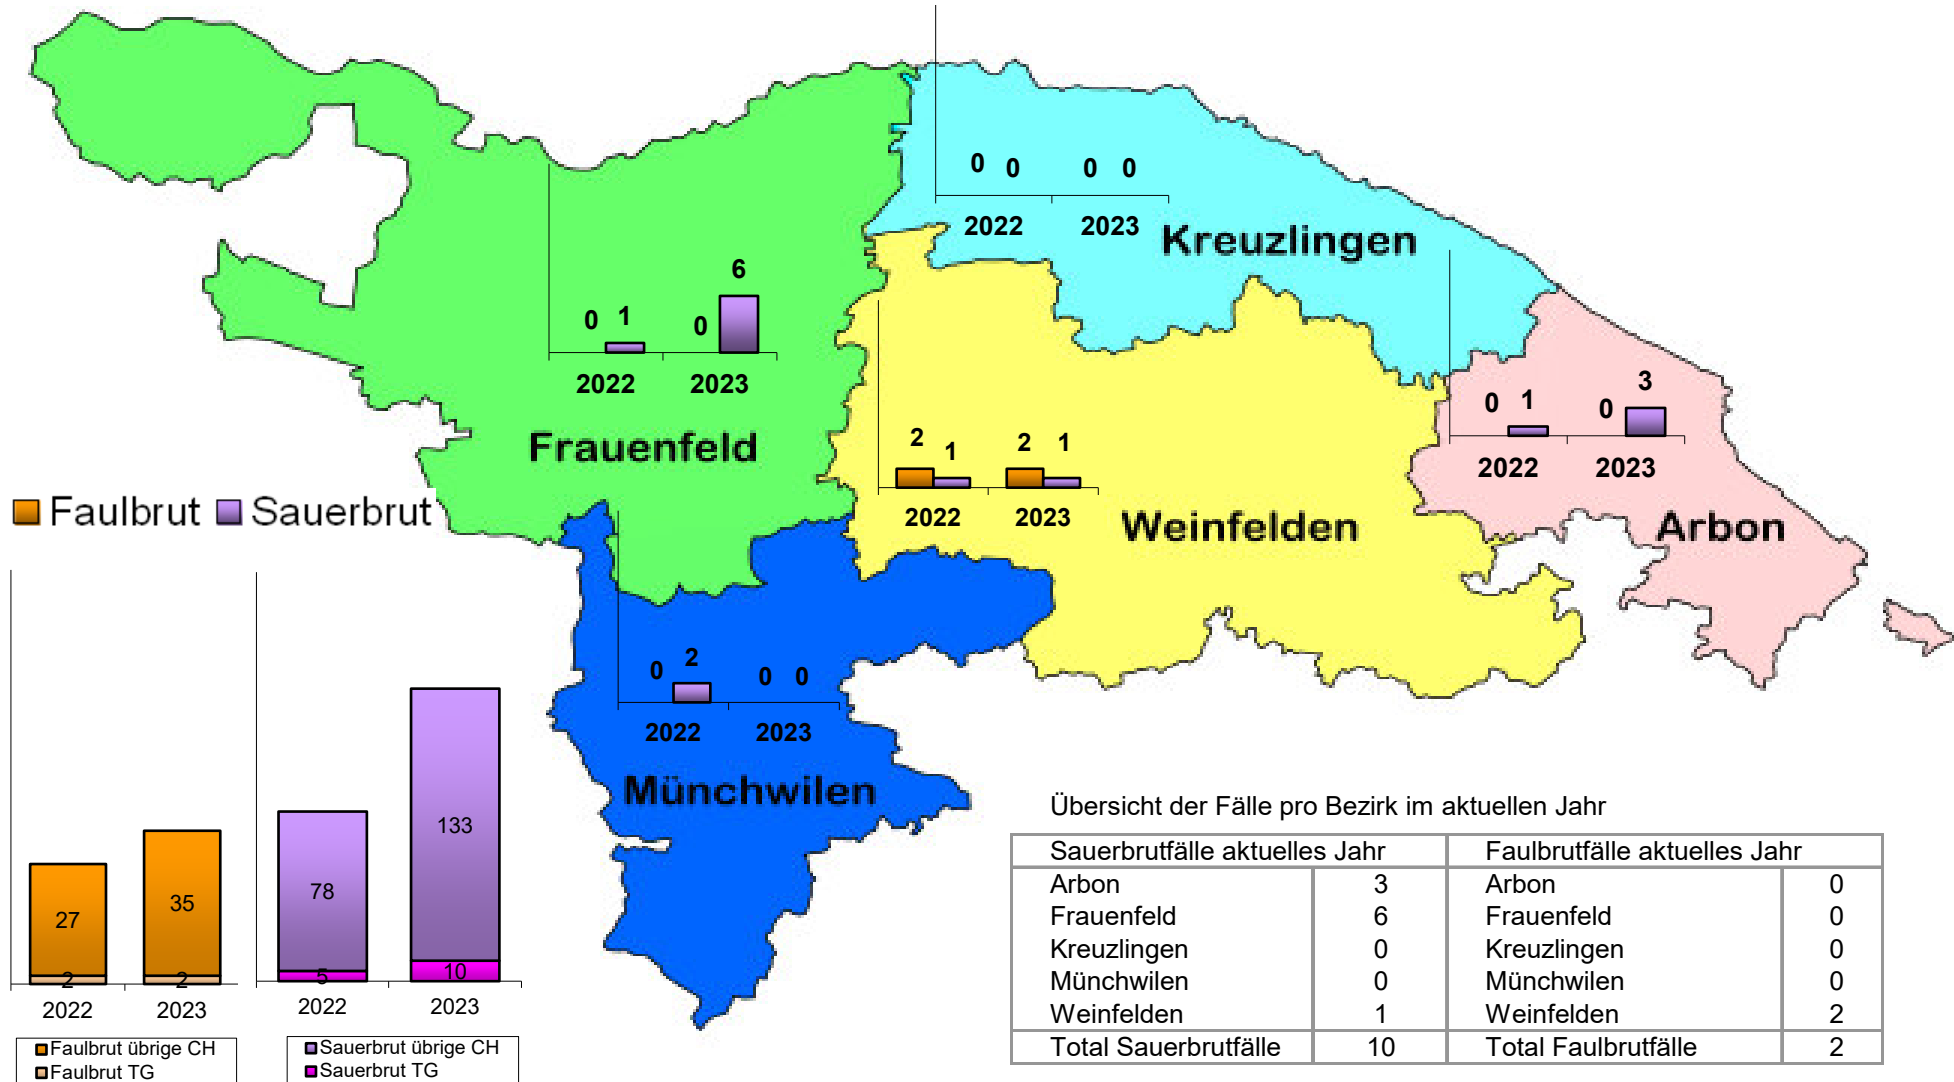 0 0 0 0
2022 2023
Kreuzlingen
0 1 0 6
2022 2023
Frauenfeld
0 1 0 3
2022 2023
Arbon
2 1 2 1
2022 2023
Weinfelden
Faulbrut Sauerbrut
0 2 0 0
2022 2023
Münchwilen
27 35
2 2
2022 2023
Faulbrut übrige CH
Faulbrut TG
78 133
5 10
2022 2023
Sauerbrut übrige CH
Sauerbrut TG
Übersicht der Fälle pro Bezirk im aktuellen Jahr
Sauerbrutfälle aktuelles Jahr Faulbrutfälle aktuelles Jahr
Arbon 3 Arbon 0
Frauenfeld 6 Frauenfeld 0
Kreuzlingen 0 Kreuzlingen 0
Münchwilen 0 Münchwilen 0
Weinfelden 1 Weinfelden 2
Total Sauerbrutfälle 10 Total Faulbrutfälle 2